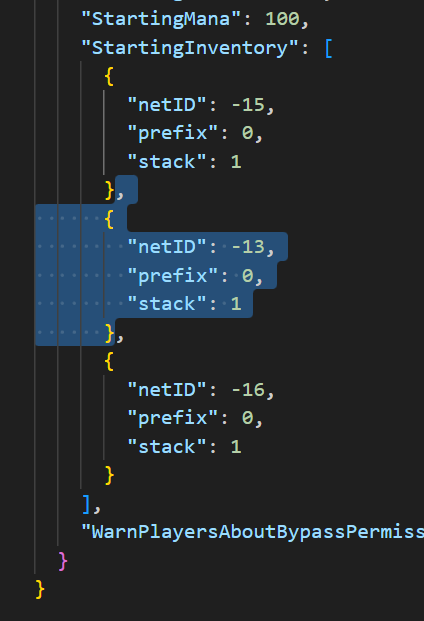 "StartingMana": 100,
"StartingInventory": [
{
"netID": -15,
"prefix": 0,
"stack": 1
},
{
"netID": -13,
"prefix": 0,
"stack": 1
},
{
"netID": -16,
"prefix": 0,
"stack": 1
}
],
"WarnPlayersAboutBypassPermiss
}
}